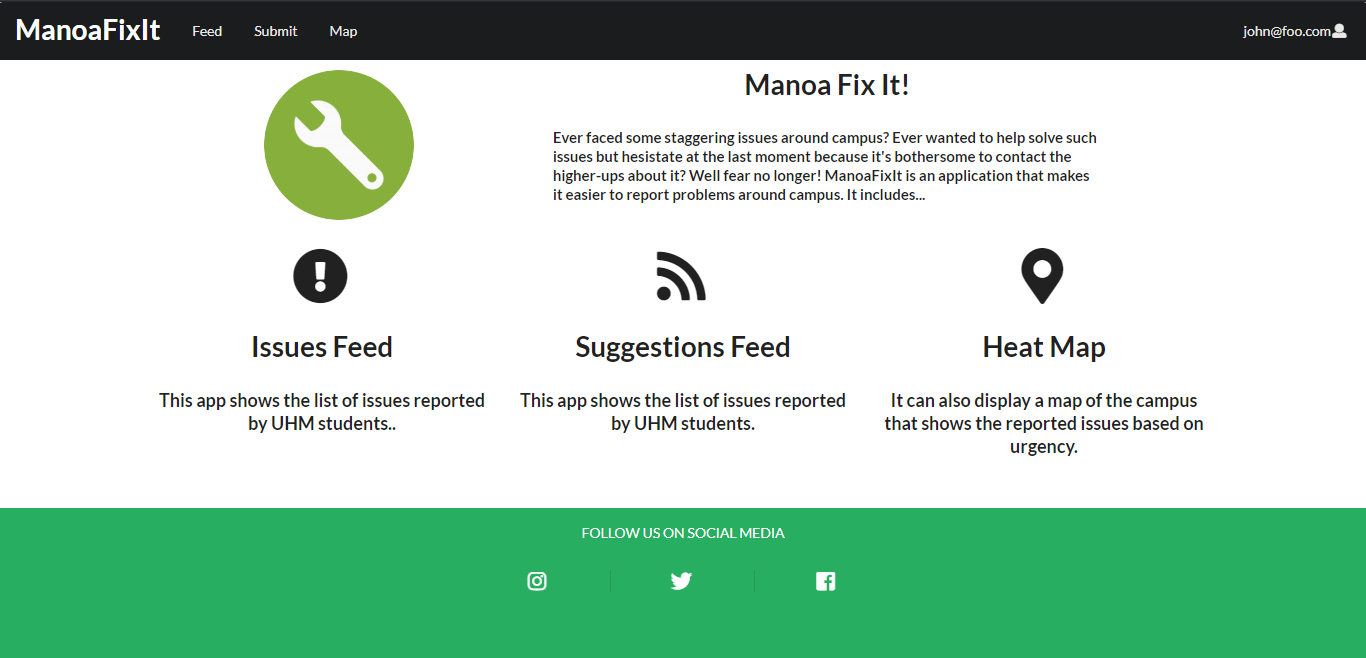 ManoaFixIt Feed Submit Map john@foo.com
Manoa Fix It!
Ever faced some staggering issues around campus? Ever wanted to help solve such
issues but hesistate at the last moment because it's bothersome to contact the
higher-ups about it? Well fear no longer! ManoaFixIt is an application that makes
it easier to report problems around campus. It includes...
Issues Feed
This app shows the list of issues reported
by UHM students..
Suggestions Feed
This app shows the list of issues reported
by UHM students.
Heat Map
It can also display a map of the campus
that shows the reported issues based on
urgency.
FOLLOW US ON SOCIAL MEDIA